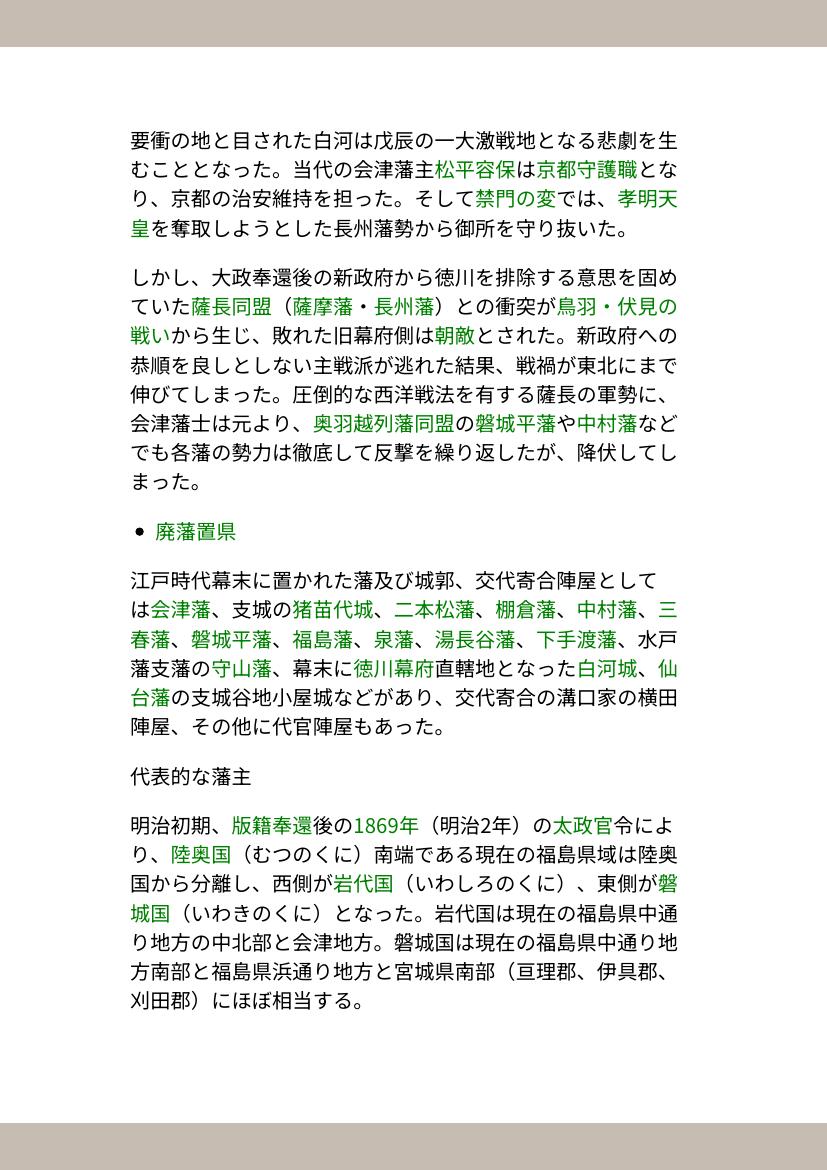 要衝の地と目された白河は戊辰の一大激戦地となる悲劇を生
むこととなった。当代の会津藩主松平容保は京都守護職とな
り、京都の治安維持を担った。そして禁門の変では、孝明天
皇を奪取しようとした長州藩勢から御所を守り抜いた。
しかし、大政奉還後の新政府から徳川を排除する意思を固め
ていた薩長同盟（薩摩藩・長州藩）との衝突が鳥羽・伏見の
戦いから生じ、敗れた旧幕府側は朝敵とされた。新政府への
恭順を良しとしない主戦派が逃れた結果、戦禍が東北にまで
伸びてしまった。圧倒的な西洋戦法を有する薩長の軍勢に、
会津藩士は元より、奥羽越列藩同盟の磐城平藩や中村藩など
でも各藩の勢力は徹底して反撃を繰り返したが、降伏してし
まった。
• 廃藩置県
江戸時代幕末に置かれた藩及び城郭、交代寄合陣屋として
は会津藩、支城の猪苗代城、二本松藩、棚倉藩、中村藩、三
春藩、磐城平藩、福島藩、泉藩、湯長谷藩、下手渡藩、水戸
藩支藩の守山藩、幕末に徳川幕府直轄地となった白河城、仙
台藩の支城谷地小屋城などがあり、交代寄合の溝口家の横田
陣屋、その他に代官陣屋もあった。
代表的な藩主
明治初期、版籍奉還後の1869年（明治2年）の太政官令によ
り、陸奥国（むつのくに）南端である現在の福島県域は陸奥
国から分離し、西側が岩代国（いわしろのくに）、東側が磐
城国（いわきのくに）となった。岩代国は現在の福島県中通
り地方の中北部と会津地方。磐城国は現在の福島県中通り地
方南部と福島県浜通り地方と宮城県南部（亘理郡、伊具郡、
刈田郡）にほぼ相当する。